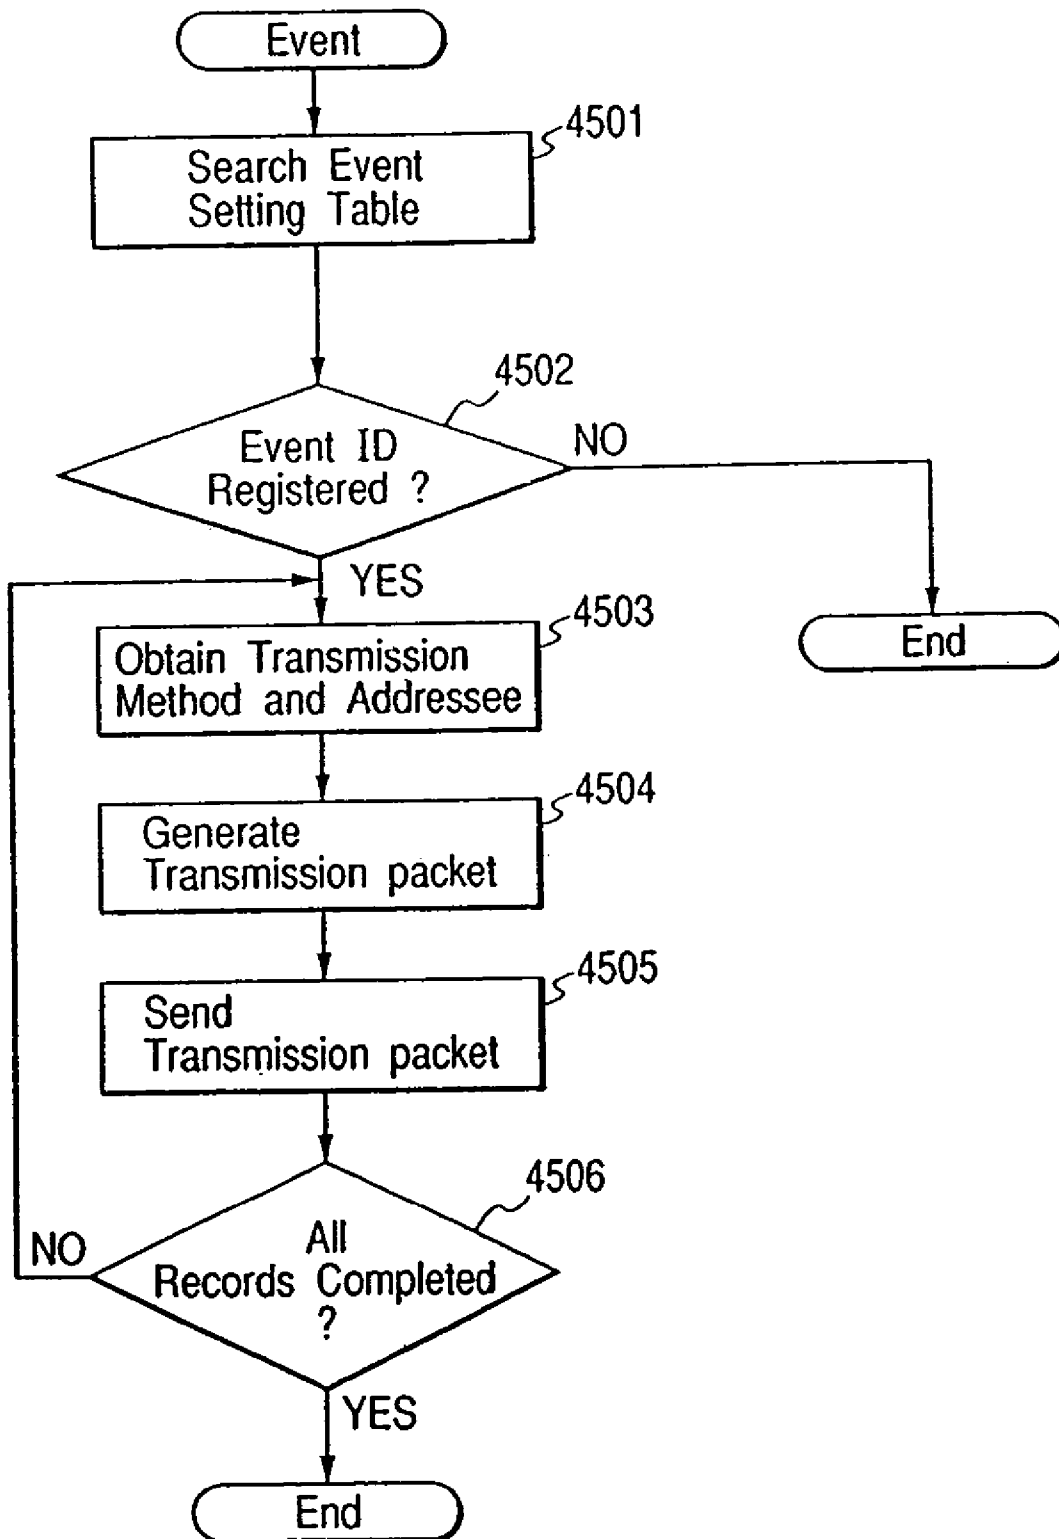 Event
4501
Search Event
Setting Table
4502
Event ID
Registered ?
NO
YES
4503
Obtain Transmission
Method and Addressee
End
4504
Generate
Transmission packet
4505
Send
Transmission packet
4506
All
Records Completed
?
NO
YES
End